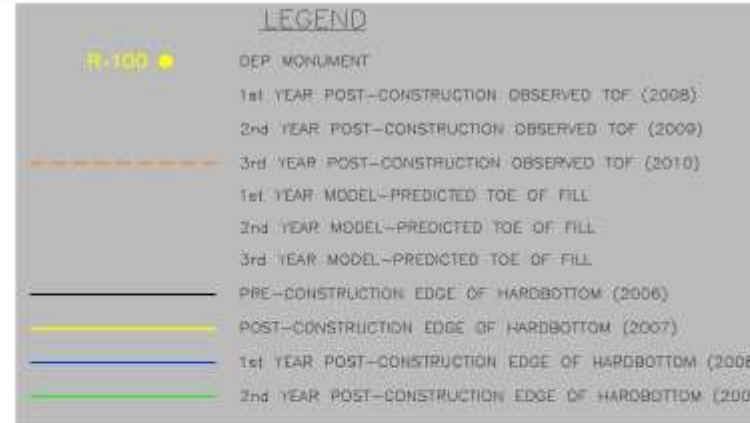 LEGEND
R-100
DEP MONUMENT
1st YEAR POST-CONSTRUCTION OBSERVED TOF (2008)
2nd YEAR POST-CONSTRUCTION OBSERVED TOF (2009)
3rd YEAR POST-CONSTRUCTION OBSERVED TOF (2010)
1st YEAR MODEL-PREDICTED TOE OF FILL
2nd YEAR MODEL-PREDICTED TOE OF FILL
3rd YEAR MODEL-PREDICTED TOE OF FILL
PRE-CONSTRUCTION EDGE OF HARDBOTTOM (2006)
POST-CONSTRUCTION EDGE OF HARDBOTTOM (2007)
1st YEAR POST-CONSTRUCTION EDGE OF HARDBOTTOM (2008
2nd YEAR POST-CONSTRUCTION EDGE OF HARDBOTTOM (200